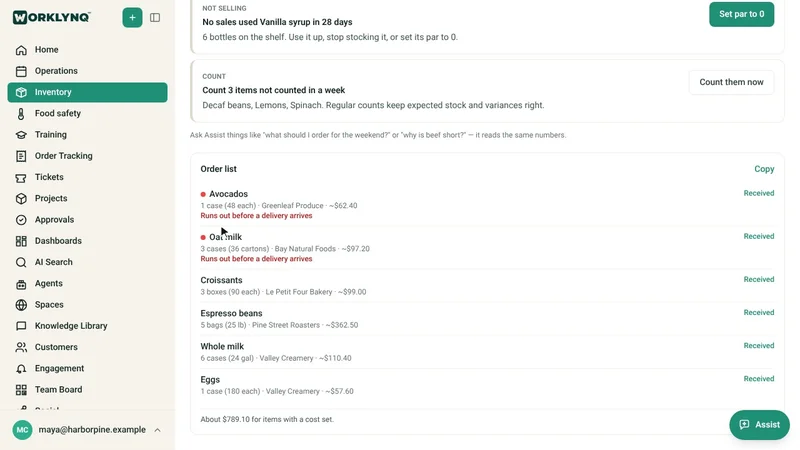 WORKLYNQ
Home
Operations
Inventory
Food safety
Training
Order Tracking
Tickets
Projects
Approvals
Dashboards
AI Search
Agents
Spaces
Knowledge Library
Customers
Engagement
Team Board
Social
MC
maya@harborpine.example
NOT SELLING
No sales used Vanilla syrup in 28 days
6 bottles on the shelf. Use it up, stop stocking it, or set its par to 0.
Set par to 0
COUNT
Count 3 items not counted in a week
Decaf beans, Lemons, Spinach. Regular counts keep expected stock and variances right.
Count them now
Ask Assist things like "what should I order for the weekend?" or "why is beef short?" — it reads the same numbers.
Order list
Copy
Avocados
Received
1 case (48 each) · Greenleaf Produce · ~$62.40
Runs out before a delivery arrives
Oat milk
Received
3 cases (36 cartons) · Bay Natural Foods · ~$97.20
Runs out before a delivery arrives
Croissants
Received
3 boxes (90 each) · Le Petit Four Bakery · ~$99.00
Espresso beans
Received
5 bags (25 lb) · Pine Street Roasters · ~$362.50
Whole milk
Received
6 cases (24 gal) · Valley Creamery · ~$110.40
Eggs
Received
1 case (180 each) · Valley Creamery · ~$57.60
About $789.10 for items with a cost set.
Assist